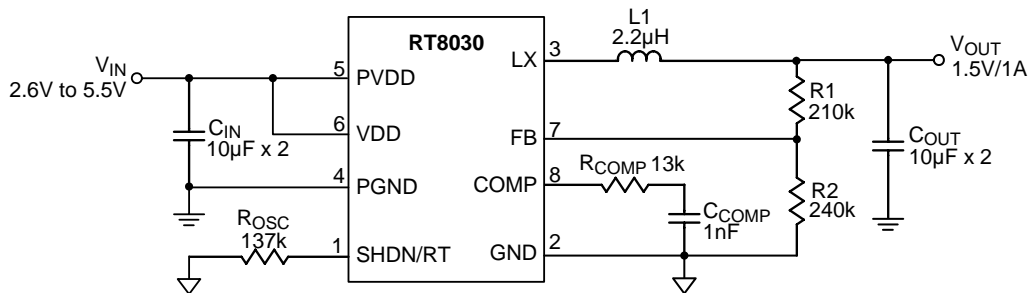 RT8030
V_IN
2.6V to 5.5V
C_IN
10µF x 2
5
PVDD
6
VDD
4
PGND
R_OSC
137k
1
SHDN/RT
LX
3
L1
2.2µH
V_OUT
1.5V/1A
FB
7
R1
210k
C_OUT
10µF x 2
COMP
8
R_COMP 13k
C_COMP
1nF
R2
240k
GND
2